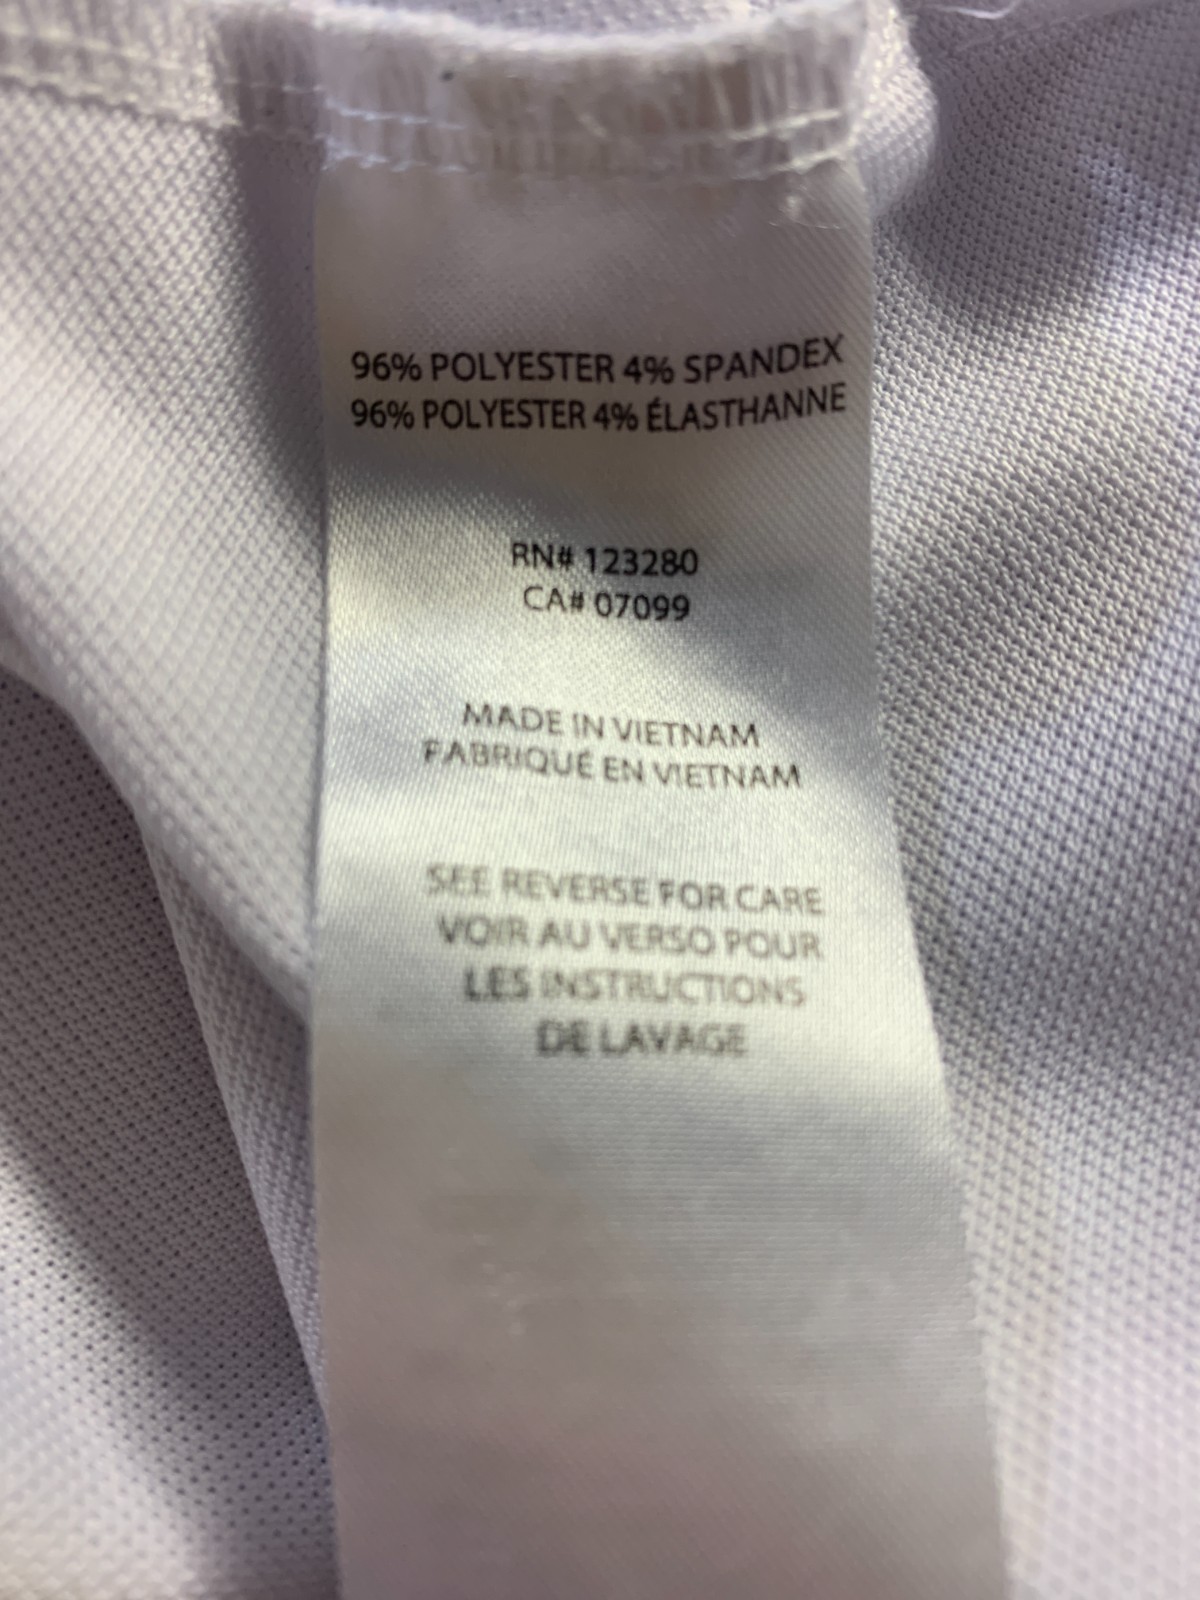 96% POLYESTER 4% SPANDEX
96% POLYESTER 4% ÉLASTHANNE
RN# 123280
CA# 07099
MADE IN VIETNAM
FABRIQUÉ EN VIETNAM
SEE REVERSE FOR CARE
VOIR AU VERSO POUR
LES INSTRUCTIONS
DE LAVAGE